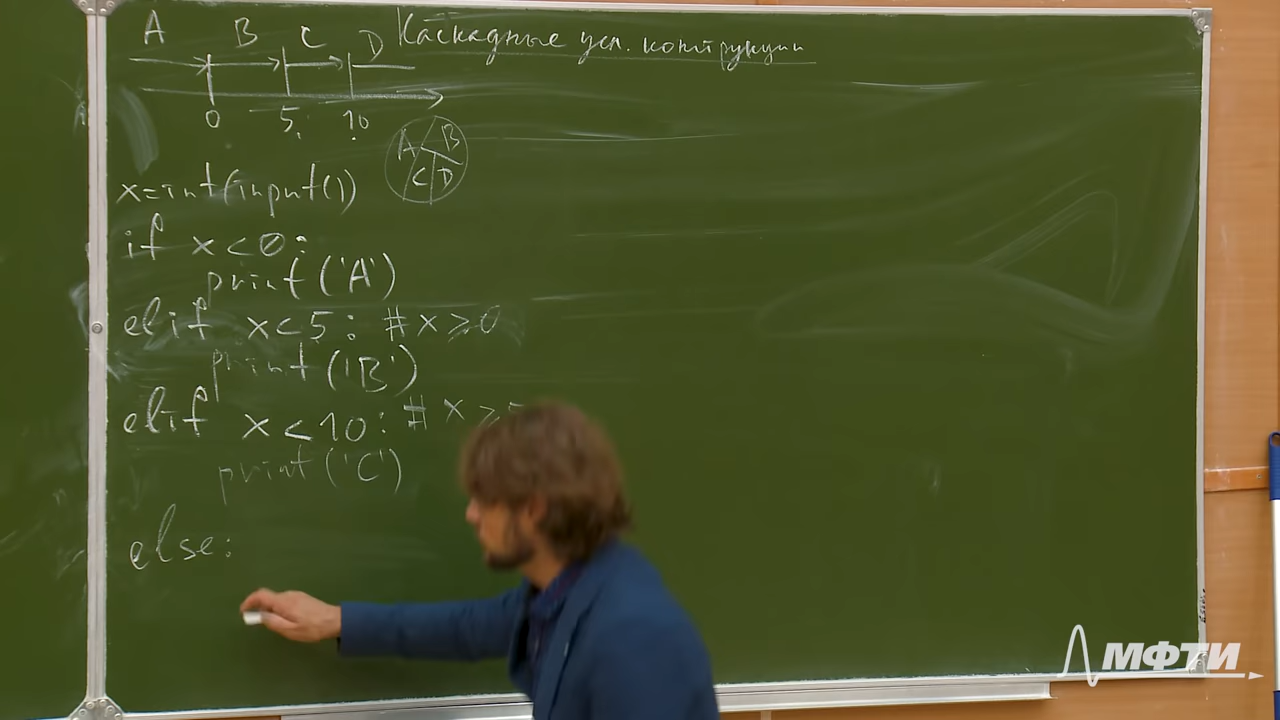 A B C D Каскадные усл. конструкции
0 5 10
A B
C D
x=int(input())
if x<0:
print('A')
elif x<5: #x≥0
print('B')
elif x<10: #x≥
print('C')
else:
МФТИ